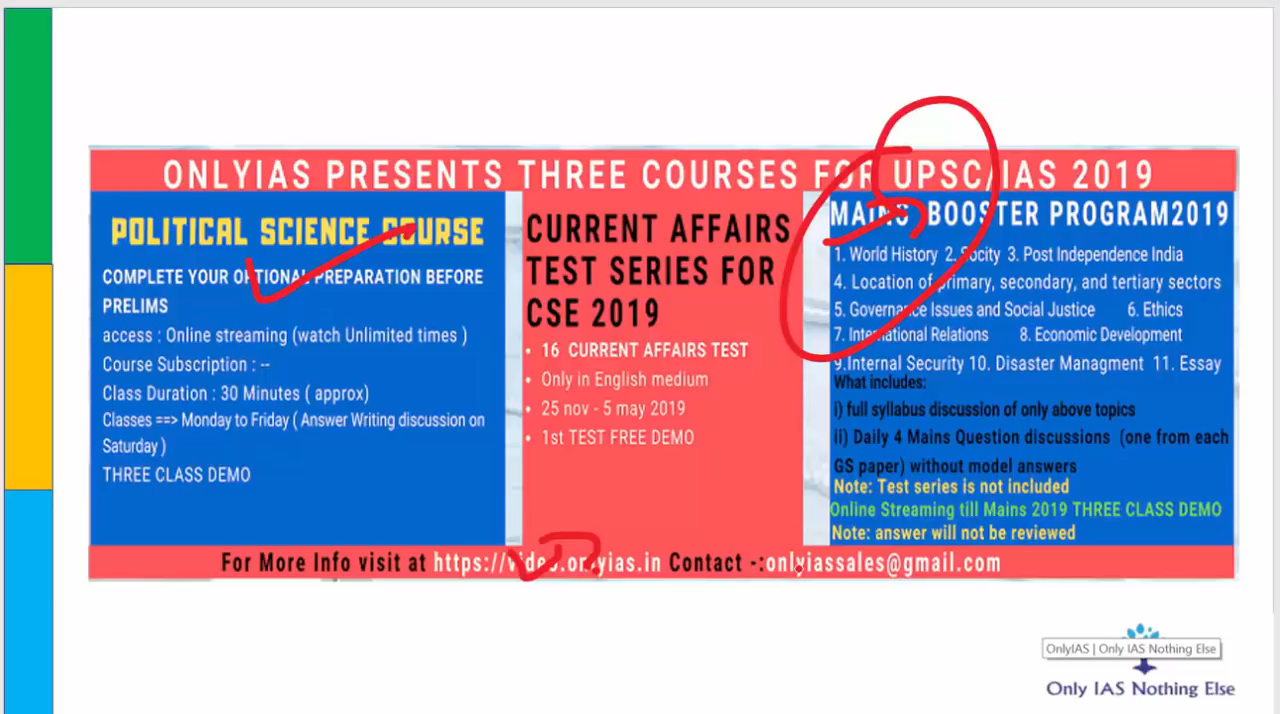 ONLYIAS PRESENTS THREE COURSES FOR UPSC/IAS 2019
POLITICAL SCIENCE COURSE
COMPLETE YOUR OPTIONAL PREPARATION BEFORE
PRELIMS
access : Online streaming (watch Unlimited times )
Course Subscription : --
Class Duration : 30 Minutes ( approx)
Classes ==> Monday to Friday ( Answer Writing discussion on
Saturday )
THREE CLASS DEMO
CURRENT AFFAIRS
TEST SERIES FOR
CSE 2019
• 16 CURRENT AFFAIRS TEST
• Only in English medium
• 25 nov - 5 may 2019
• 1st TEST FREE DEMO
MAINS BOOSTER PROGRAM2019
1. World History 2. Socity 3. Post Independence India
4. Location of primary, secondary, and tertiary sectors
5. Governance Issues and Social Justice 6. Ethics
7. International Relations 8. Economic Development
9.Internal Security 10. Disaster Managment 11. Essay
What includes:
i) full syllabus discussion of only above topics
ii) Daily 4 Mains Question discussions (one from each
GS paper) without model answers
Note: Test series is not included
Online Streaming till Mains 2019 THREE CLASS DEMO
Note: answer will not be reviewed
For More Info visit at https://video.onlyias.in Contact -:onlyiassales@gmail.com
OnlyIAS | Only IAS Nothing Else
Only IAS Nothing Else